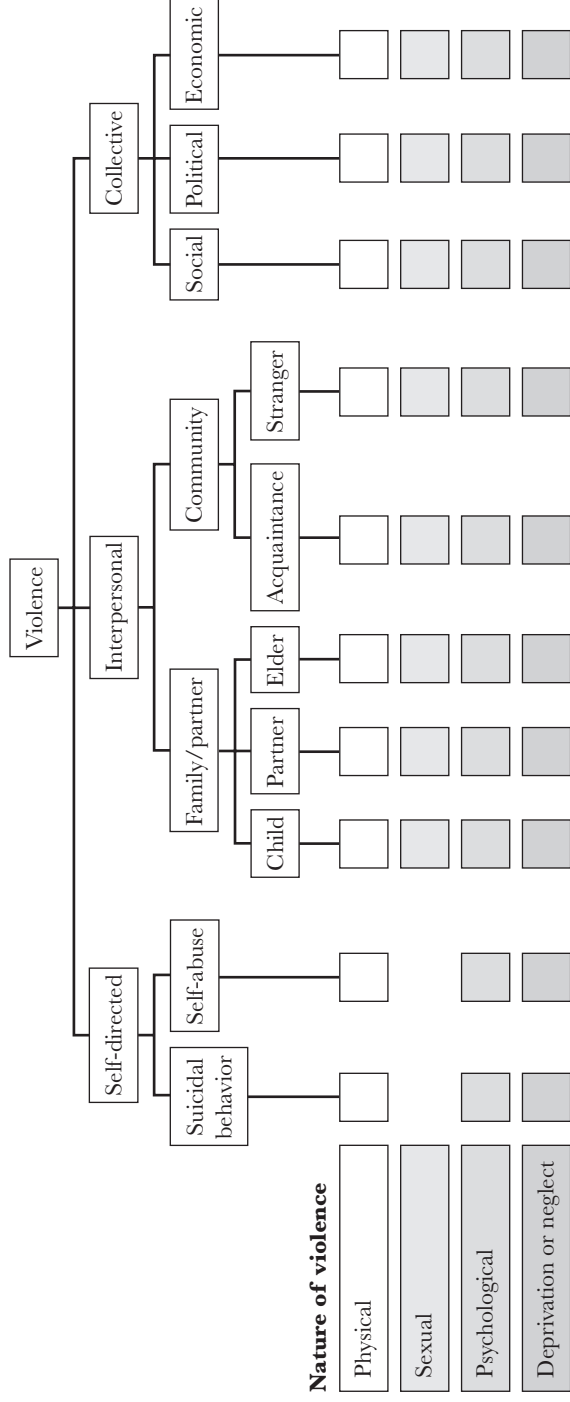 Violence
Self-directed
Interpersonal
Collective
Suicidal
behavior
Self-abuse
Family/partner
Community
Social
Political
Economic
Child
Partner
Elder
Acquaintance
Stranger
Nature of violence
Physical
Sexual
Psychological
Deprivation or neglect